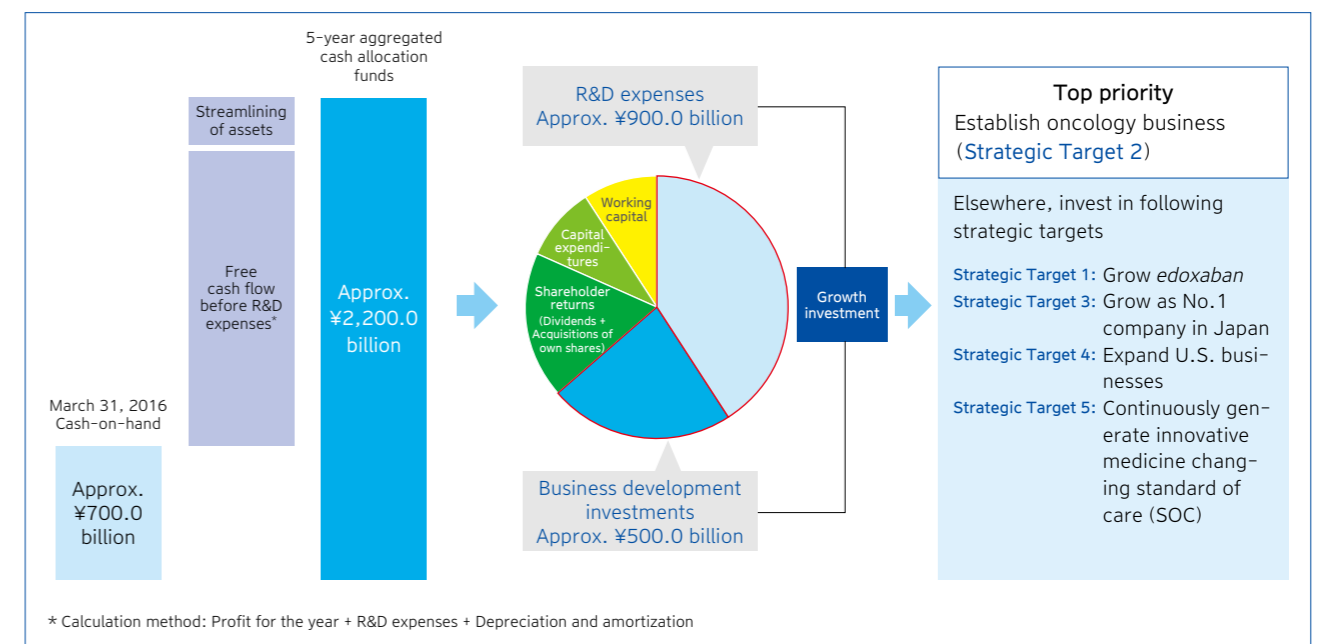 5-year aggregated
cash allocation
funds
Streamlining
of assets
Free
cash flow
before R&D
expenses*
Approx.
¥2,200.0
billion
March 31, 2016
Cash-on-hand
Approx.
¥700.0
billion
R&D expenses
Approx. ¥900.0 billion
Working
capital
Capital
expendi-
tures
Shareholder
returns
(Dividends +
Acquisitions of
own shares)
Business development
investments
Approx. ¥500.0 billion
Growth
investment
Top priority
Establish oncology business
(Strategic Target 2)
Elsewhere, invest in following
strategic targets
Strategic Target 1: Grow edoxaban
Strategic Target 3: Grow as No.1
company in Japan
Strategic Target 4: Expand U.S. busi-
nesses
Strategic Target 5: Continuously gen-
erate innovative
medicine chang-
ing standard of
care (SOC)
* Calculation method: Profit for the year + R&D expenses + Depreciation and amortization